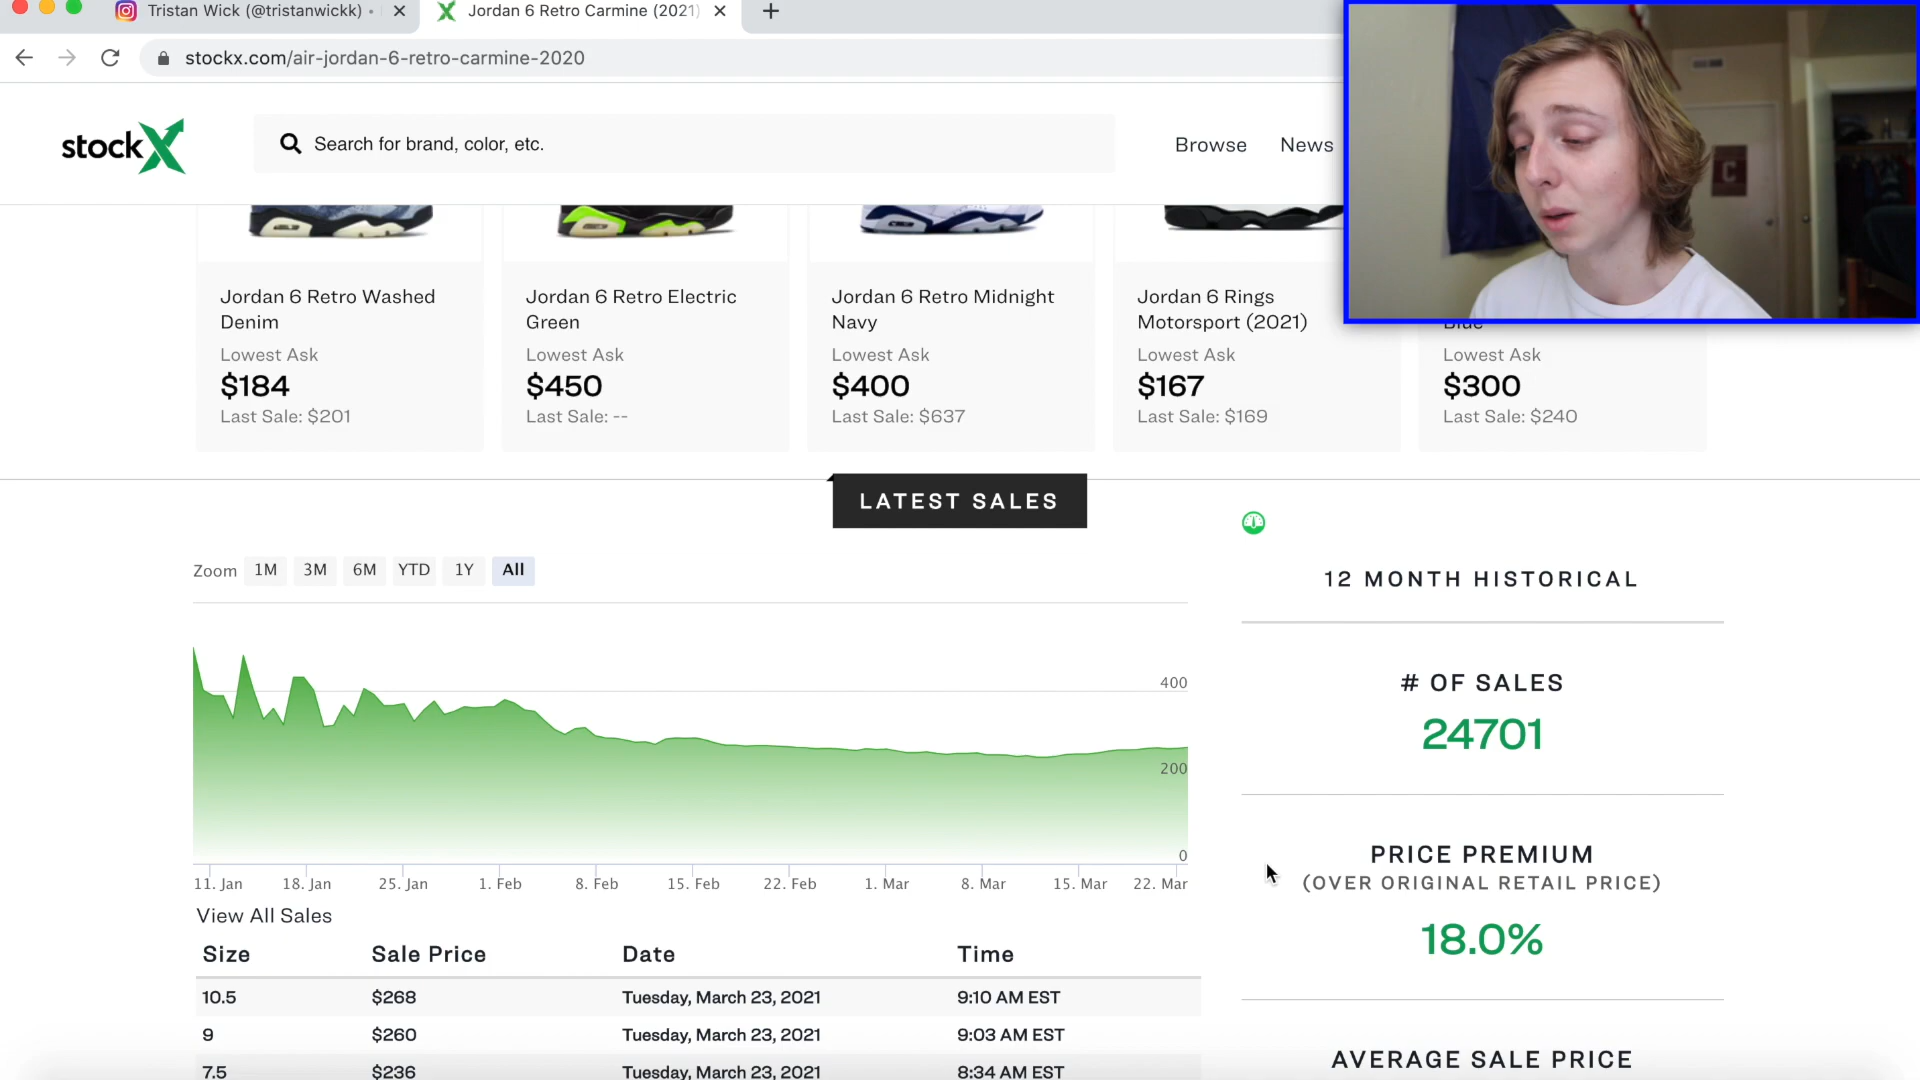 Tristan Wick (@tristanwickk) •
Jordan 6 Retro Carmine (2021)
stockx.com/air-jordan-6-retro-carmine-2020
stockX
Search for brand, color, etc.
Browse
News
C
Jordan 6 Retro Washed
Denim
Lowest Ask
$184
Last Sale: $201
Jordan 6 Retro Electric
Green
Lowest Ask
$450
Last Sale: --
Jordan 6 Retro Midnight
Navy
Lowest Ask
$400
Last Sale: $637
Jordan 6 Rings
Motorsport (2021)
Lowest Ask
$167
Last Sale: $169
Blue
Lowest Ask
$300
Last Sale: $240
LATEST SALES
Zoom 1M 3M 6M YTD 1Y All
400
200
0
11. Jan 18. Jan 25. Jan 1. Feb 8. Feb 15. Feb 22. Feb 1. Mar 8. Mar 15. Mar 22. Mar
View All Sales
Size Sale Price Date Time
10.5 $268 Tuesday, March 23, 2021 9:10 AM EST
9 $260 Tuesday, March 23, 2021 9:03 AM EST
7.5 $236 Tuesday, March 23, 2021 8:34 AM EST
12 MONTH HISTORICAL
# OF SALES
24701
PRICE PREMIUM
(OVER ORIGINAL RETAIL PRICE)
18.0%
AVERAGE SALE PRICE